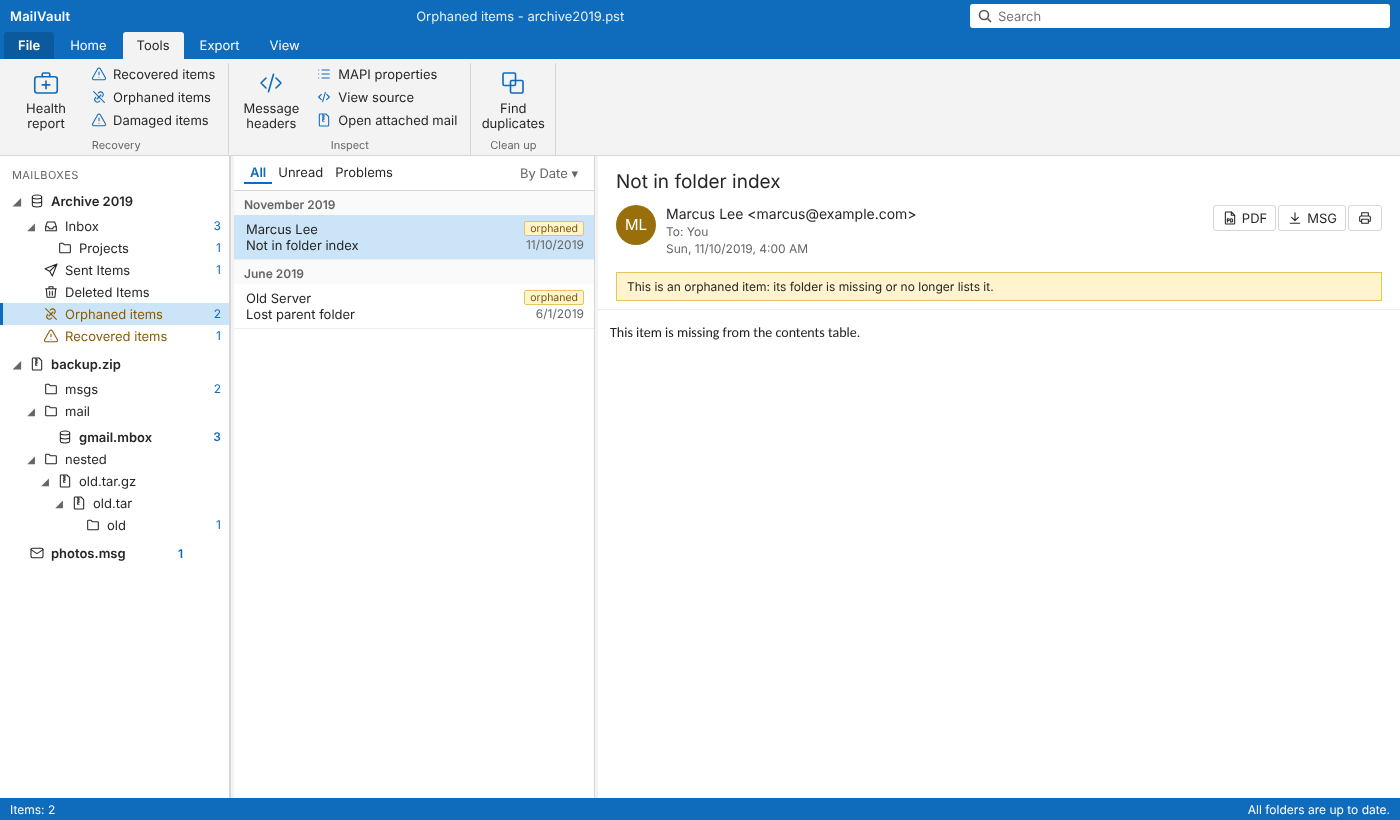 MailVault
Orphaned items - archive2019.pst
Search
File
Home
Tools
Export
View
Health
report
Recovered items
Orphaned items
Damaged items
Recovery
Message
headers
MAPI properties
View source
Open attached mail
Inspect
Find
duplicates
Clean up
MAILBOXES
Archive 2019
Inbox 3
Projects 1
Sent Items 1
Deleted Items
Orphaned items 2
Recovered items 1
backup.zip
msgs 2
mail
gmail.mbox 3
nested
old.tar.gz
old.tar
old 1
photos.msg 1
All Unread Problems By Date ▾
November 2019
Marcus Lee orphaned
Not in folder index 11/10/2019
June 2019
Old Server orphaned
Lost parent folder 6/1/2019
Not in folder index
ML
Marcus Lee <marcus@example.com>
To: You
Sun, 11/10/2019, 4:00 AM
PDF MSG
This is an orphaned item: its folder is missing or no longer lists it.
This item is missing from the contents table.
Items: 2
All folders are up to date.